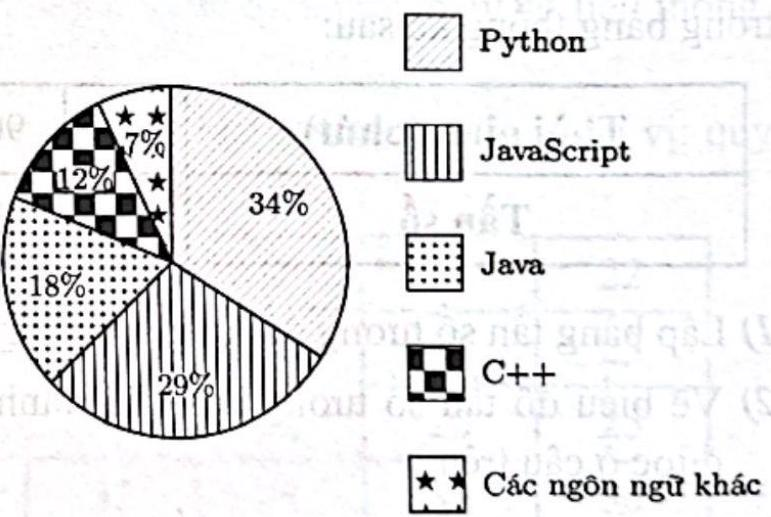 Python
7%
JavaScript
12%
34%
Java
18%
C++
29%
Các ngôn ngữ khác